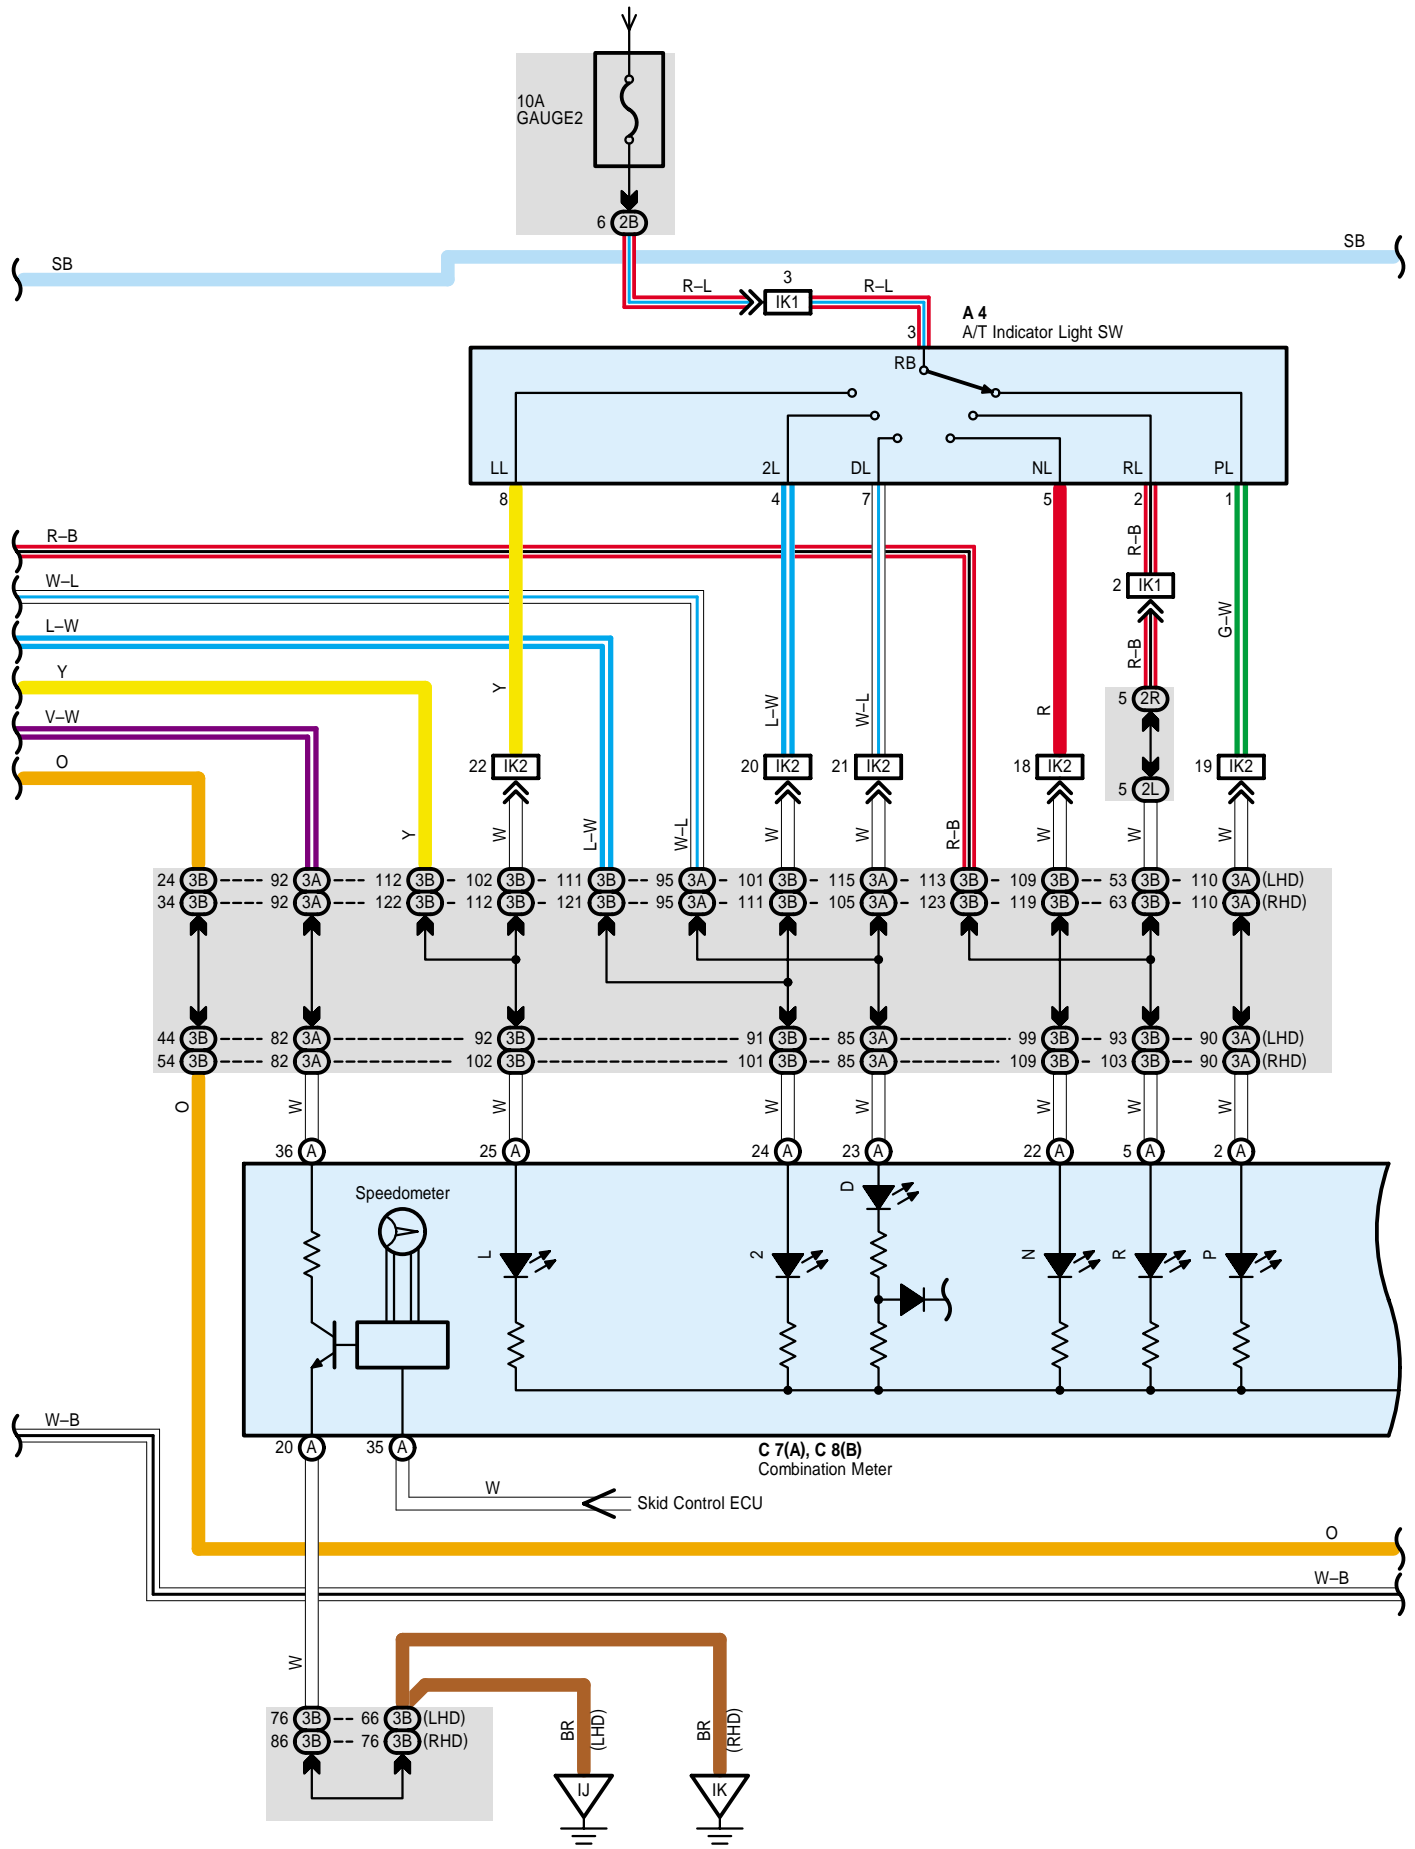 10A
GAUGE2
6 2B
SB SB
R–L 3 R–L
IK1
A 4
3 A/T Indicator Light SW
RB
LL 2L DL NL RL PL
8 4 7 5 2 1
R–B
R–B
W–L
2 IK1
G–W
L–W
R–B
Y
Y
L–W
W–L
R
5 2R
V–W
O
22 IK2 20 IK2 21 IK2 18 IK2 19 IK2
5 2L
Y W L–W W–L W W R–B W W W
24 3B 92 3A 112 3B 102 3B 111 3B 95 3A 101 3B 115 3A 113 3B 109 3B 53 3B 110 3A (LHD)
34 3B 92 3A 122 3B 112 3B 121 3B 95 3A 111 3B 105 3A 123 3B 119 3B 63 3B 110 3A (RHD)
44 3B 82 3A 92 3B 91 3B 85 3A 99 3B 93 3B 90 3A (LHD)
54 3B 82 3A 102 3B 101 3B 85 3A 109 3B 103 3B 90 3A (RHD)
O W W W W W W W
36 A 25 A 24 A 23 A 22 A 5 A 2 A
Speedometer
D
L 2 N R P
W–B
20 A 35 A
C 7(A), C 8(B)
Combination Meter
W
Skid Control ECU
O
W–B
W
76 3B 66 3B (LHD)
86 3B 76 3B (RHD)
BR
(LHD)
BR
(RHD)
IJ IK